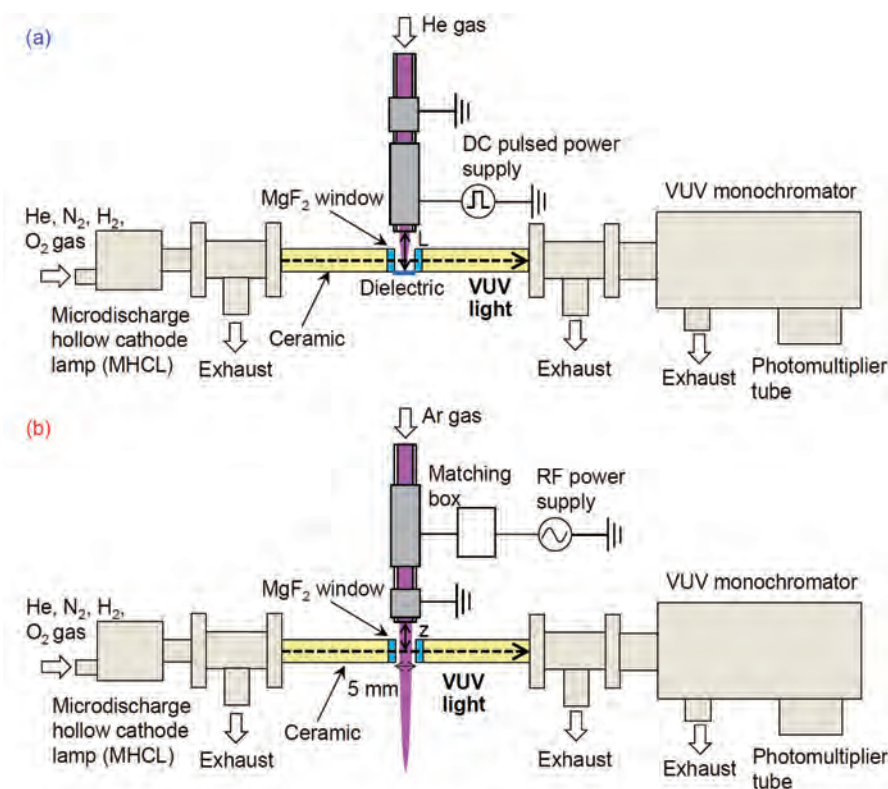 (a)
He gas
DC pulsed power
supply
VUV monochromator
MgF₂ window
He, N₂, H₂,
O₂ gas
L
Dielectric
VUV
light
Microdischarge
hollow cathode
lamp (MHCL)
Ceramic
Exhaust
Exhaust
Exhaust
Photomultiplier
tube
(b)
Ar gas
Matching
box
RF power
supply
VUV monochromator
MgF₂ window
He, N₂, H₂,
O₂ gas
z
5 mm
VUV
light
Microdischarge
hollow cathode
lamp (MHCL)
Ceramic
Exhaust
Exhaust
Exhaust
Photomultiplier
tube